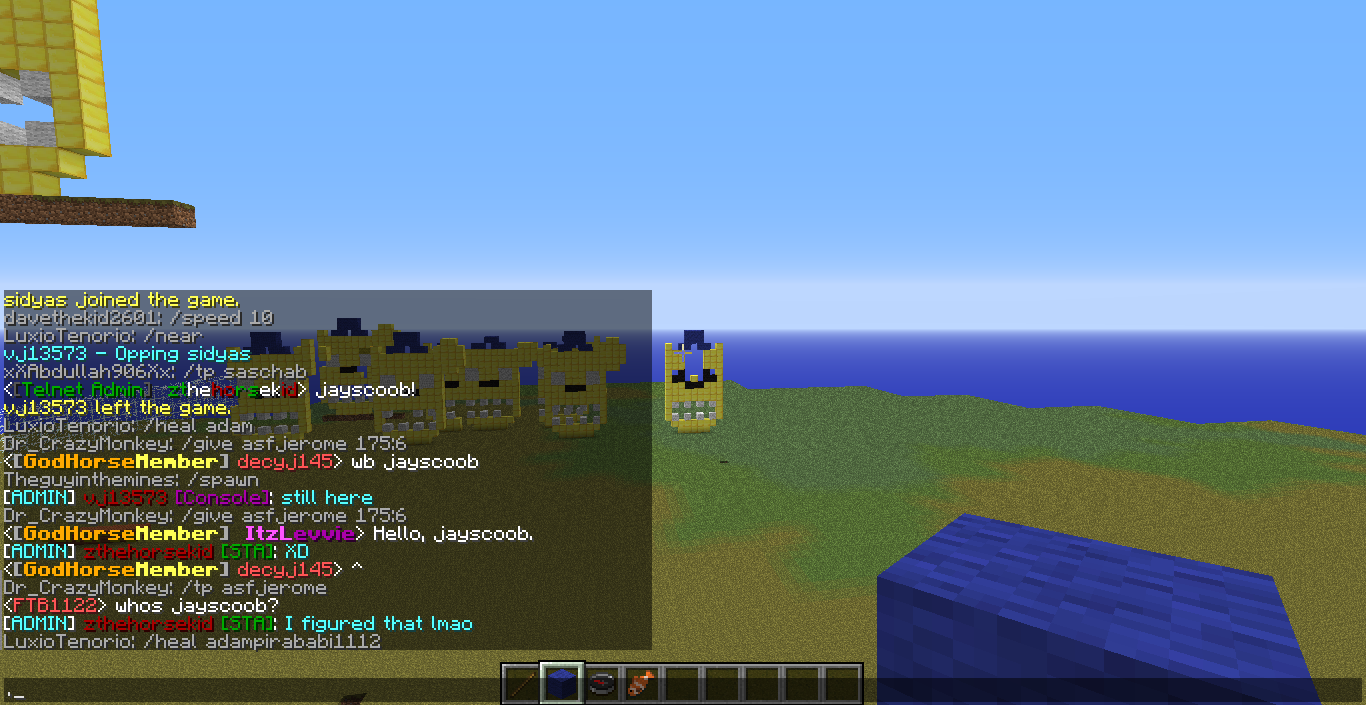 sidyas joined the game.
davethekid2601: /speed 10
LuxioTenorio: /near
vj13573 - Opping sidyas
xXAbdullah906Xx: /tp saschab
<[Telnet Admin] zthehorsekid> jayscoob!
vj13573 left the game.
LuxioTenorio: /heal adam
Dr_CrazyMonkey: /give asfjerome 175:6
<[GodHorseMember] decyj145> wb jayscoob
Theguyinthemines: /spawn
[ADMIN] vj13573 [Console]: still here
Dr_CrazyMonkey: /give asfjerome 175:6
<[GodHorseMember] ItzLevvie> Hello, jayscoob.
[ADMIN] zthehorsekid [STA]: XD
<[GodHorseMember] decyj145> ^
Dr_CrazyMonkey: /tp asfjerome
<FTB1122> whos jayscoob?
[ADMIN] zthehorsekid [STA]: I figured that lmao
LuxioTenorio: /heal adampirababi1112
._